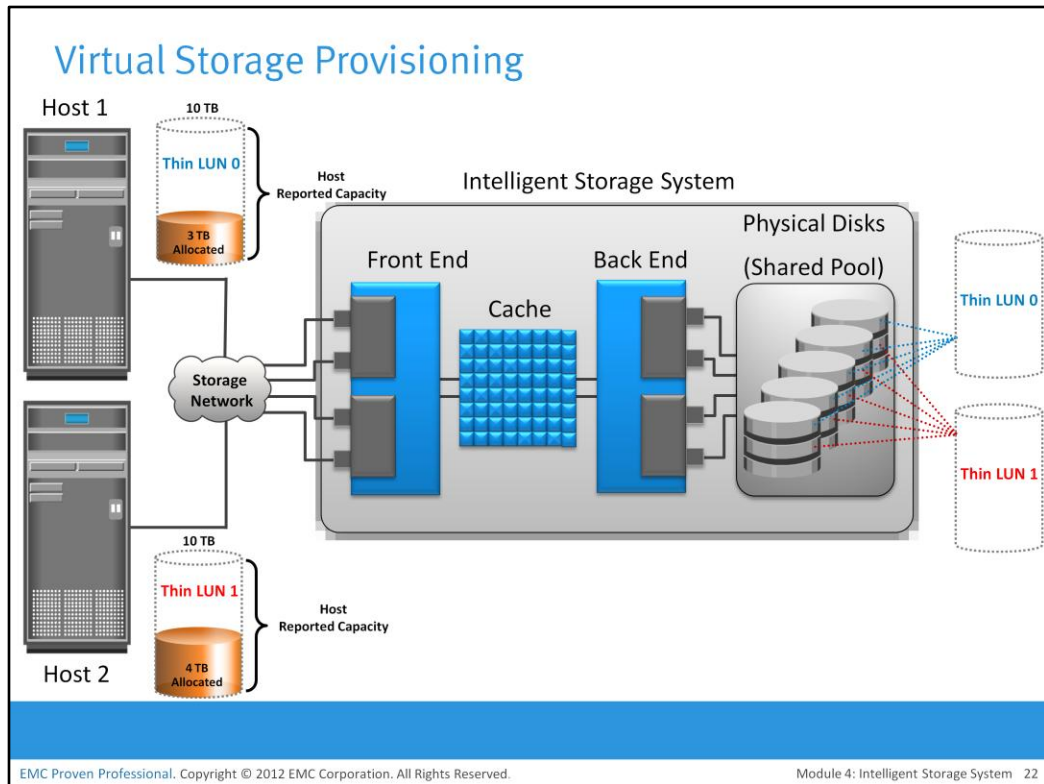 Virtual Storage Provisioning
Host 1
10 TB
Thin LUN 0
3 TB
Allocated
Host
Reported Capacity
Intelligent Storage System
Front End
Cache
Back End
Physical Disks
(Shared Pool)
Thin LUN 0
Thin LUN 1
Storage
Network
10 TB
Thin LUN 1
4 TB
Allocated
Host
Reported Capacity
Host 2
EMC Proven Professional. Copyright © 2012 EMC Corporation. All Rights Reserved.
Module 4: Intelligent Storage System 22